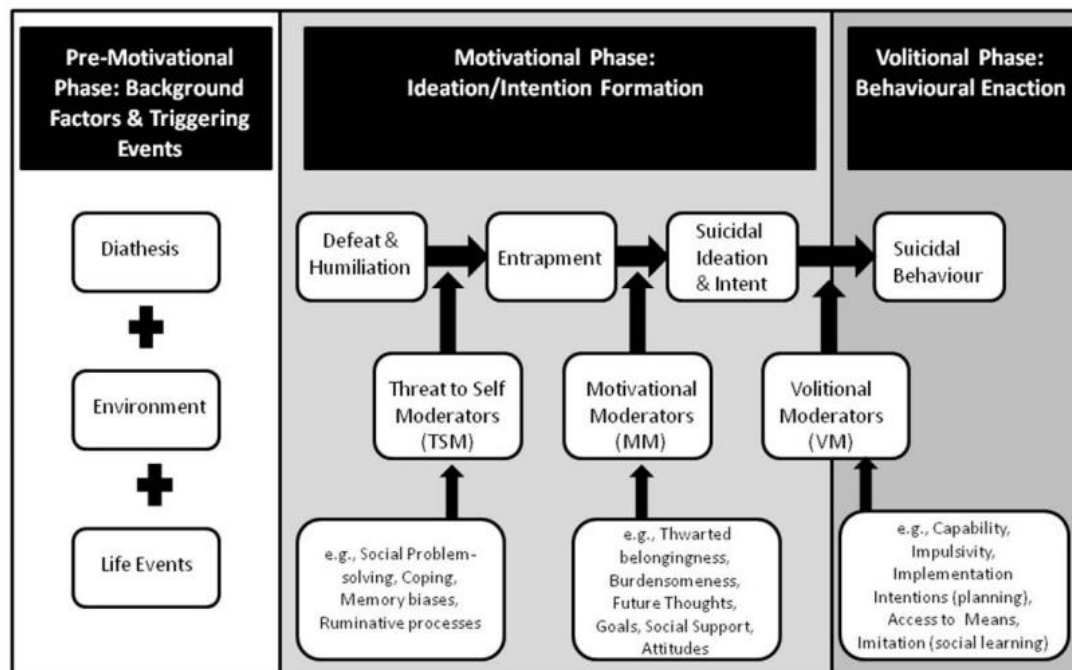 Pre-Motivational
Phase: Background
Factors & Triggering
Events
Motivational Phase:
Ideation/Intention Formation
Volitional Phase:
Behavioural Enaction
Diathesis
Environment
Life Events
Defeat &
Humiliation
Entrapment
Suicidal
Ideation
& Intent
Suicidal
Behaviour
Threat to Self
Moderators
(TSM)
Motivational
Moderators
(MM)
Volitional
Moderators
(VM)
e.g., Social Problem-
solving, Coping,
Memory biases,
Ruminative processes
e.g., Thwarted
belongingness,
Burdensomeness,
Future Thoughts,
Goals, Social Support,
Attitudes
e.g., Capability,
Impulsivity,
Implementation
Intentions (planning),
Access to Means,
Imitation (social learning)